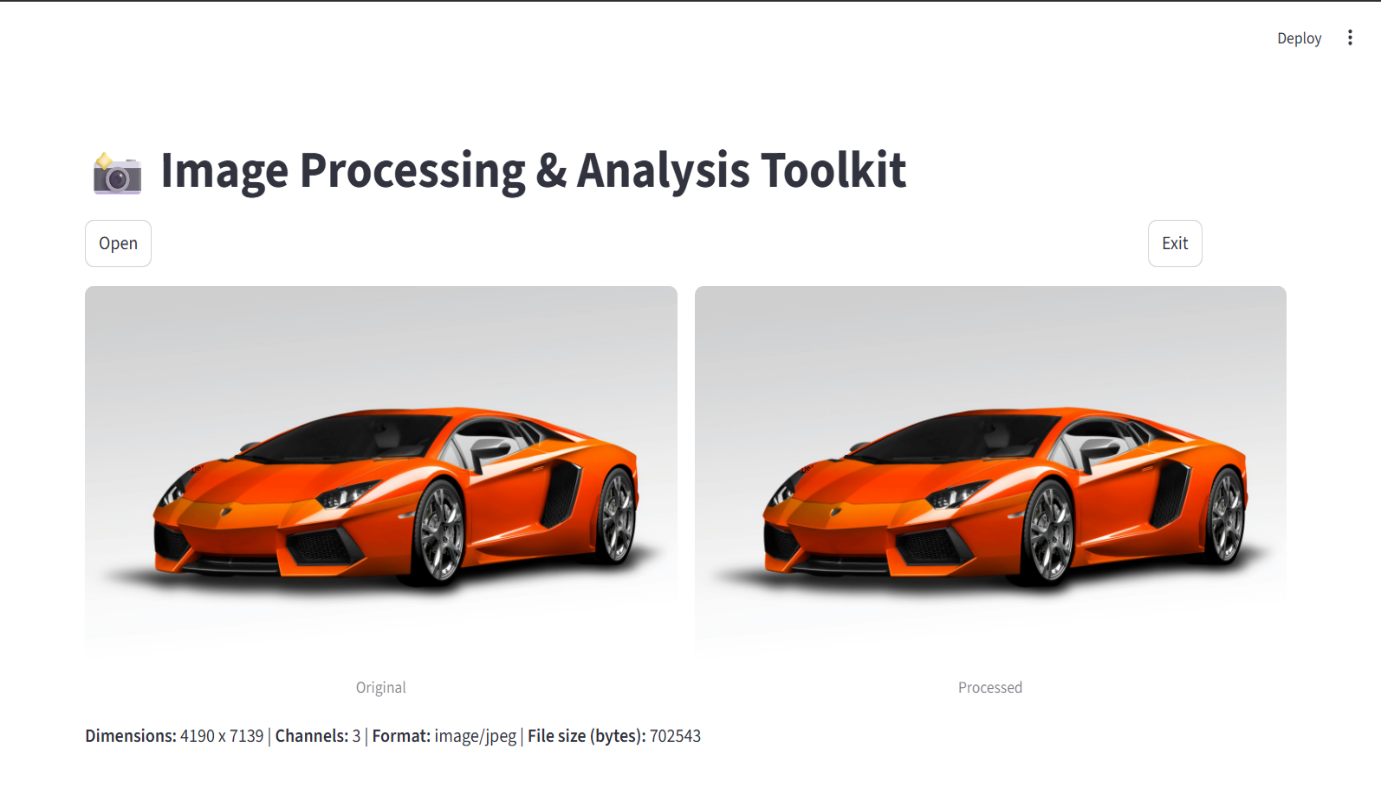 Deploy
Image Processing & Analysis Toolkit
Open
Exit
Original
Processed
Dimensions: 4190 x 7139 | Channels: 3 | Format: image/jpeg | File size (bytes): 702543